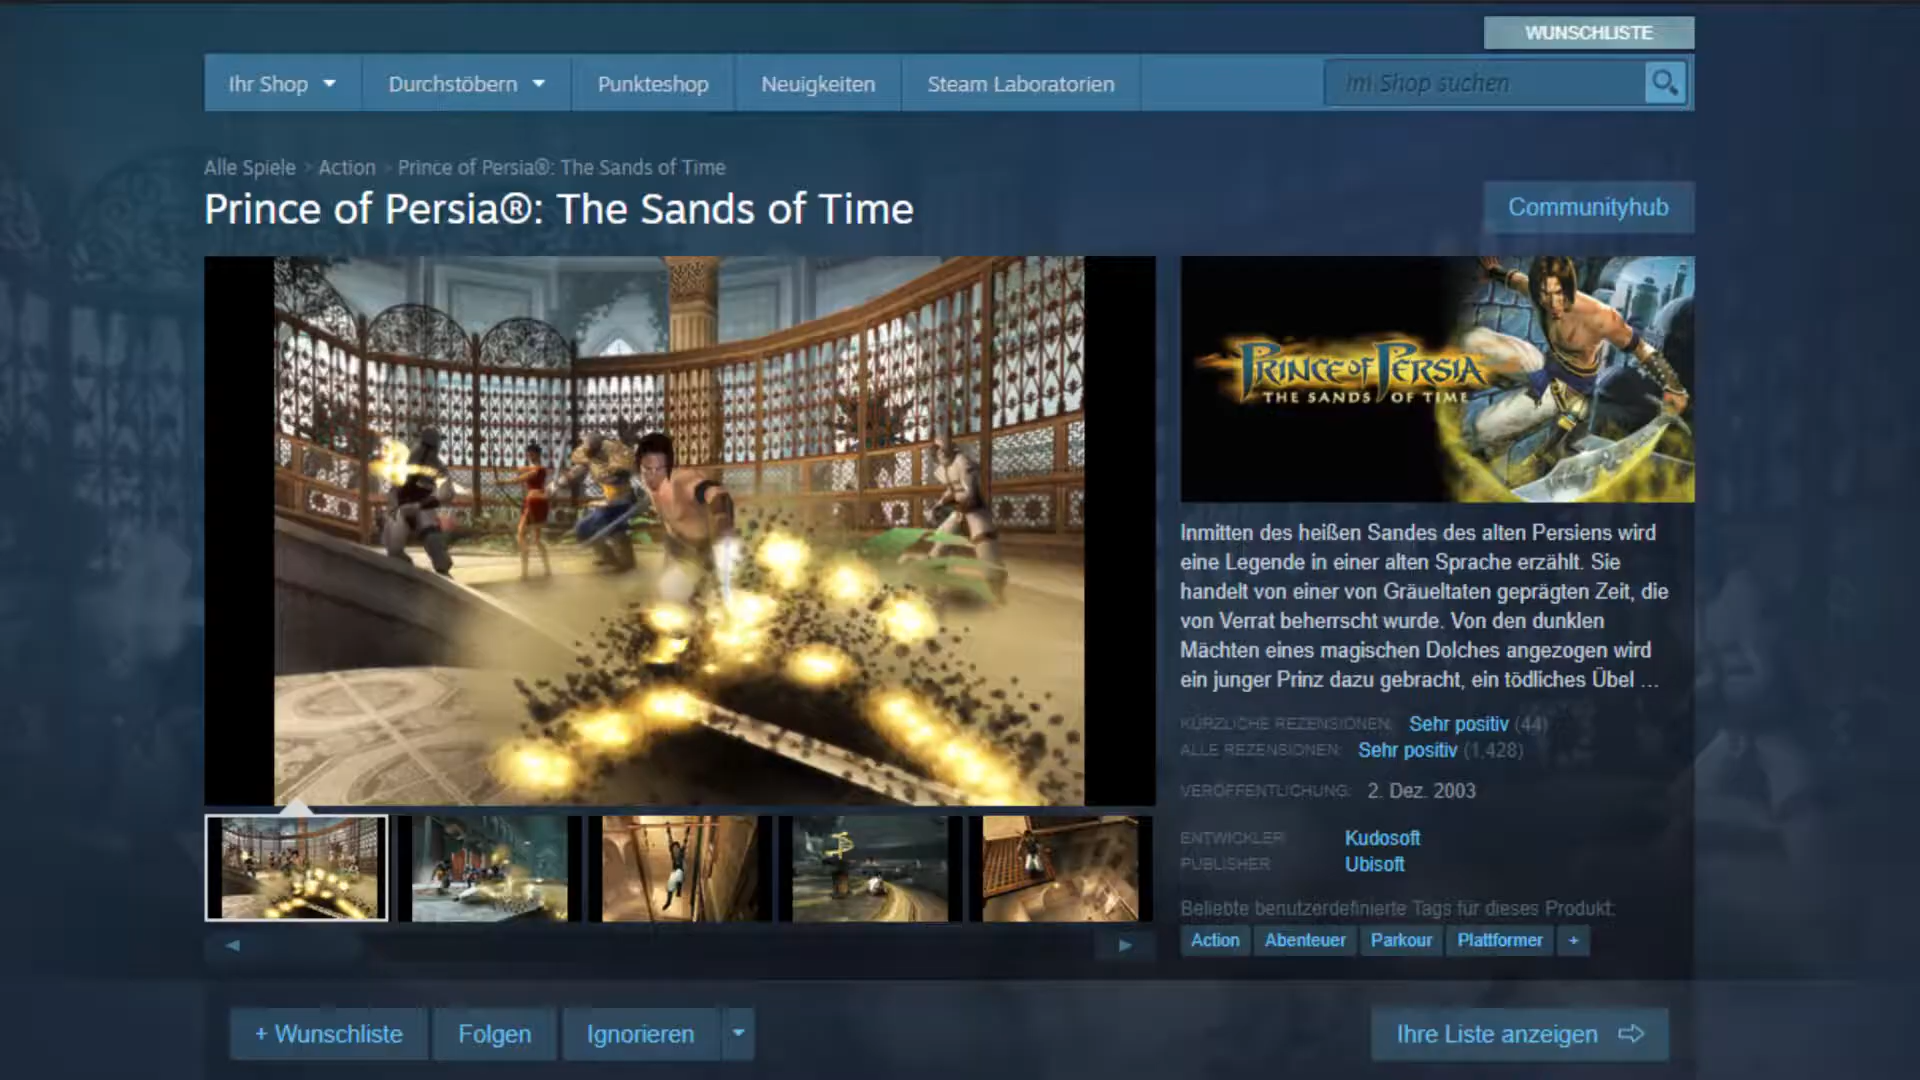 WUNSCHLISTE
Ihr Shop
Durchstöbern
Punkteshop
Neuigkeiten
Steam Laboratorien
im Shop suchen
Alle Spiele > Action > Prince of Persia®: The Sands of Time
Prince of Persia®: The Sands of Time
Communityhub
PRINCE OF PERSIA
THE SANDS OF TIME
Inmitten des heißen Sandes des alten Persiens wird
eine Legende in einer alten Sprache erzählt. Sie
handelt von einer von Gräueltaten geprägten Zeit, die
von Verrat beherrscht wurde. Von den dunklen
Mächten eines magischen Dolches angezogen wird
ein junger Prinz dazu gebracht, ein tödliches Übel ...
KÜRZLICHE REZENSIONEN: Sehr positiv (44)
ALLE REZENSIONEN: Sehr positiv (1,428)
VERÖFFENTLICHUNG: 2. Dez. 2003
ENTWICKLER: Kudosoft
PUBLISHER: Ubisoft
Beliebte benutzerdefinierte Tags für dieses Produkt:
Action Abenteuer Parkour Plattformer +
+ Wunschliste
Folgen
Ignorieren
Ihre Liste anzeigen